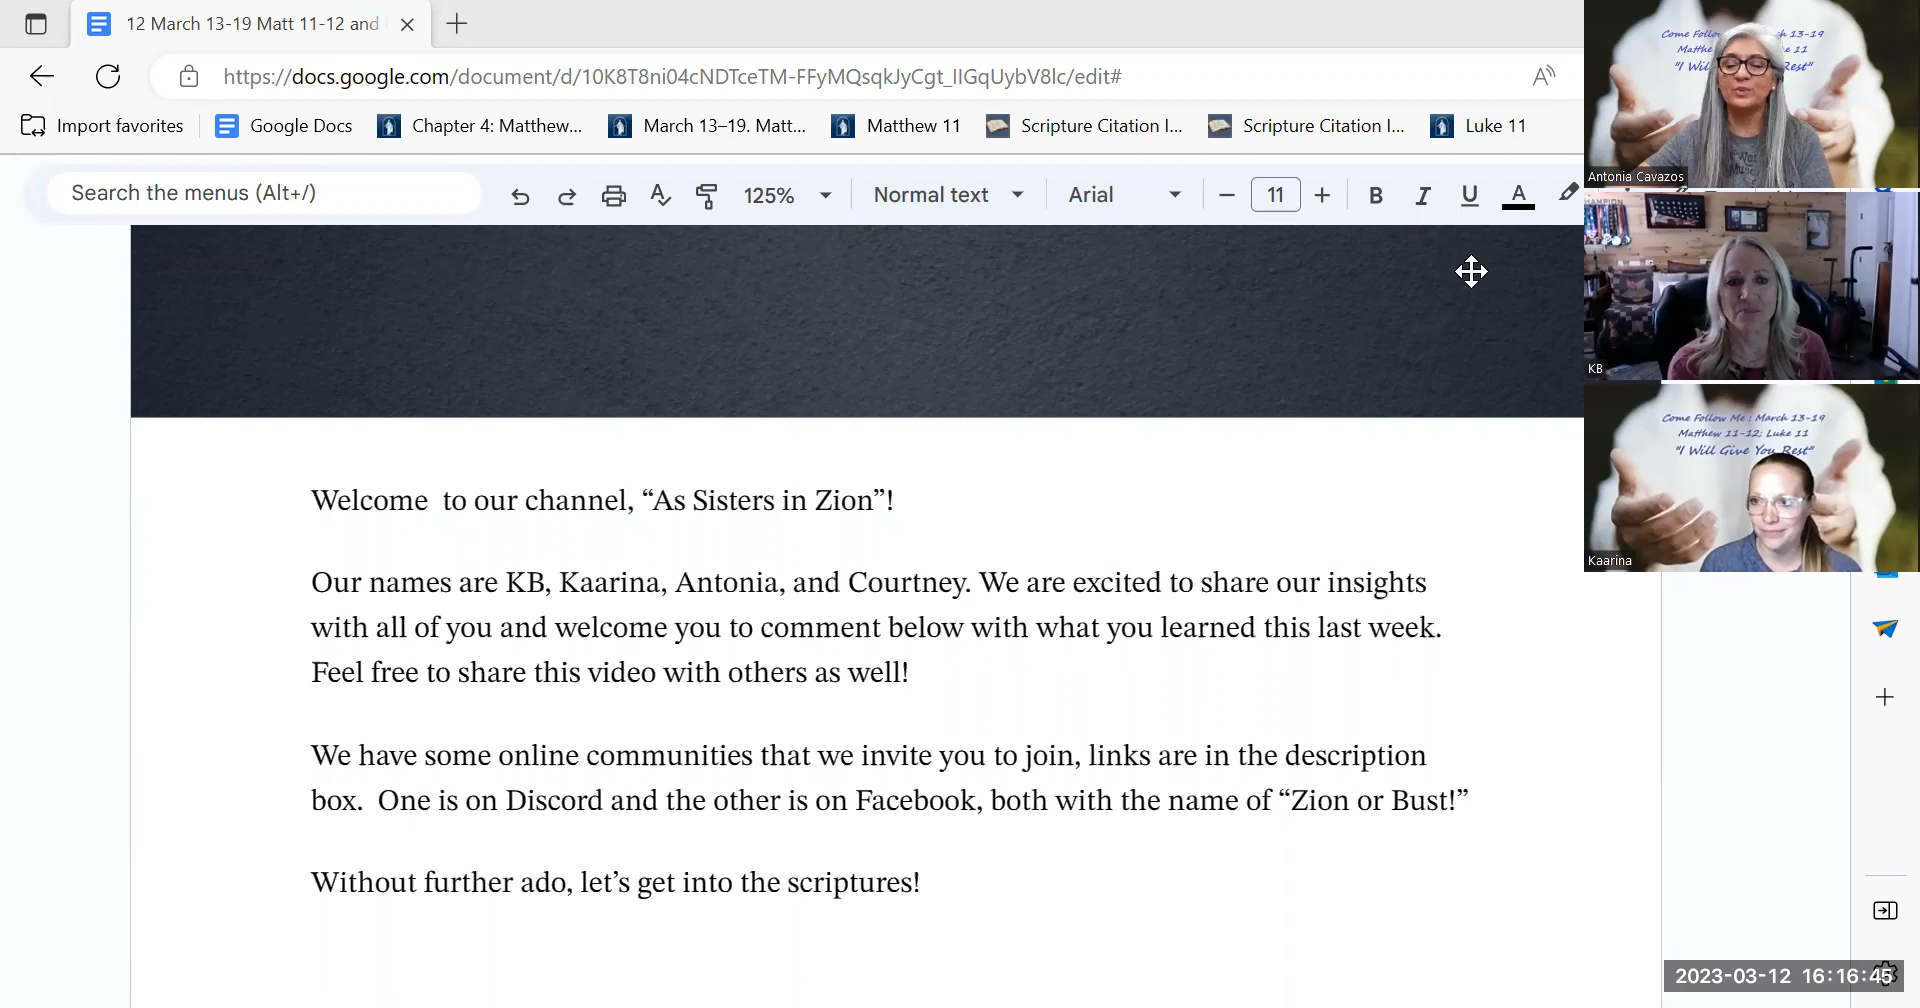 12 March 13-19 Matt 11-12 and
https://docs.google.com/document/d/10K8T8ni04cNDTceTM-FFyMQsqkJyCgt_IIGqUybV8lc/edit#
Import favorites
Google Docs
Chapter 4: Matthew...
March 13–19. Matt...
Matthew 11
Scripture Citation I...
Scripture Citation I...
Luke 11
Search the menus (Alt+/)
125%
Normal text
Arial
11
B I U A
Welcome  to our channel, “As Sisters in Zion”!
Our names are KB, Kaarina, Antonia, and Courtney. We are excited to share our insights
with all of you and welcome you to comment below with what you learned this last week.
Feel free to share this video with others as well!
We have some online communities that we invite you to join, links are in the description
box.  One is on Discord and the other is on Facebook, both with the name of “Zion or Bust!”
Without further ado, let’s get into the scriptures!
Come Follow
13-19
11
"I Wil
Rest"
Antonia Cavazos
KB
Come Follow Me : March 13-19
Matthew 11-12; Luke 11
"I Will Give You Rest"
Kaarina
2023-03-12 16:16:45